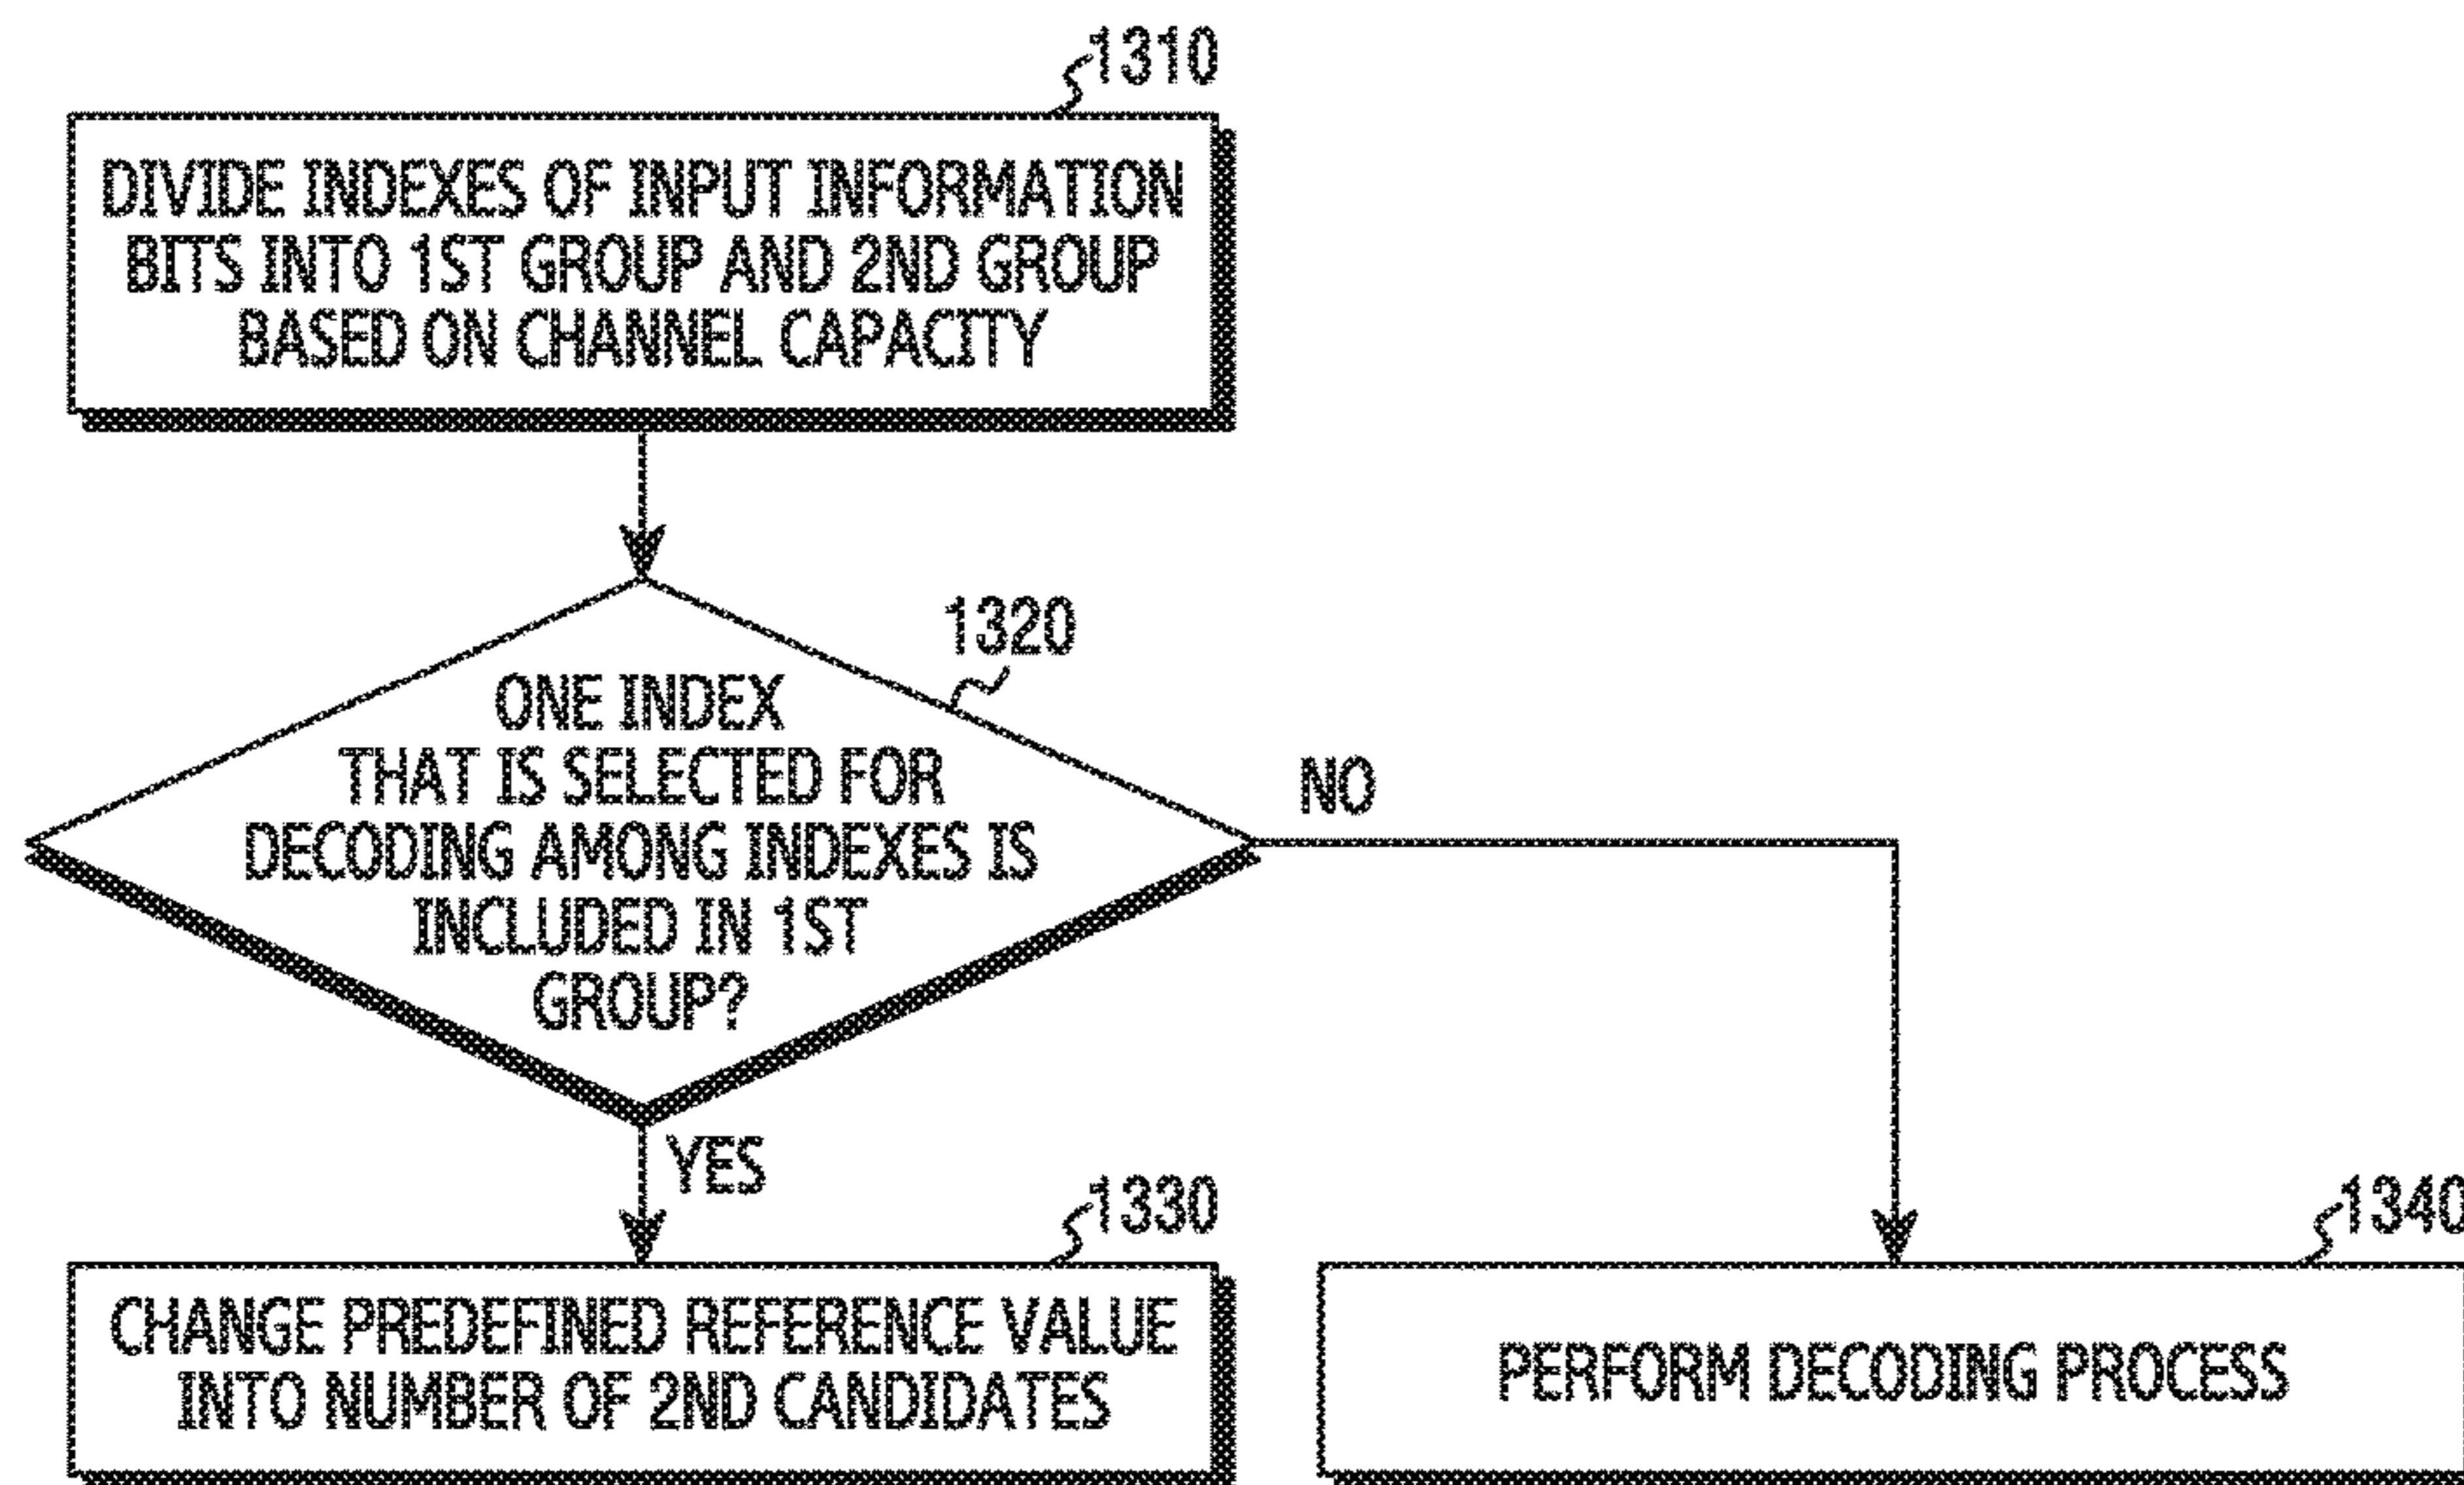 1310
DIVIDE INDEXES OF INPUT INFORMATION
BITS INTO 1ST GROUP AND 2ND GROUP
BASED ON CHANNEL CAPACITY
1320
ONE INDEX
THAT IS SELECTED FOR
DECODING AMONG INDEXES IS
INCLUDED IN 1ST
GROUP?
NO
YES
1330
CHANGE PREDEFINED REFERENCE VALUE
INTO NUMBER OF 2ND CANDIDATES
1340
PERFORM DECODING PROCESS